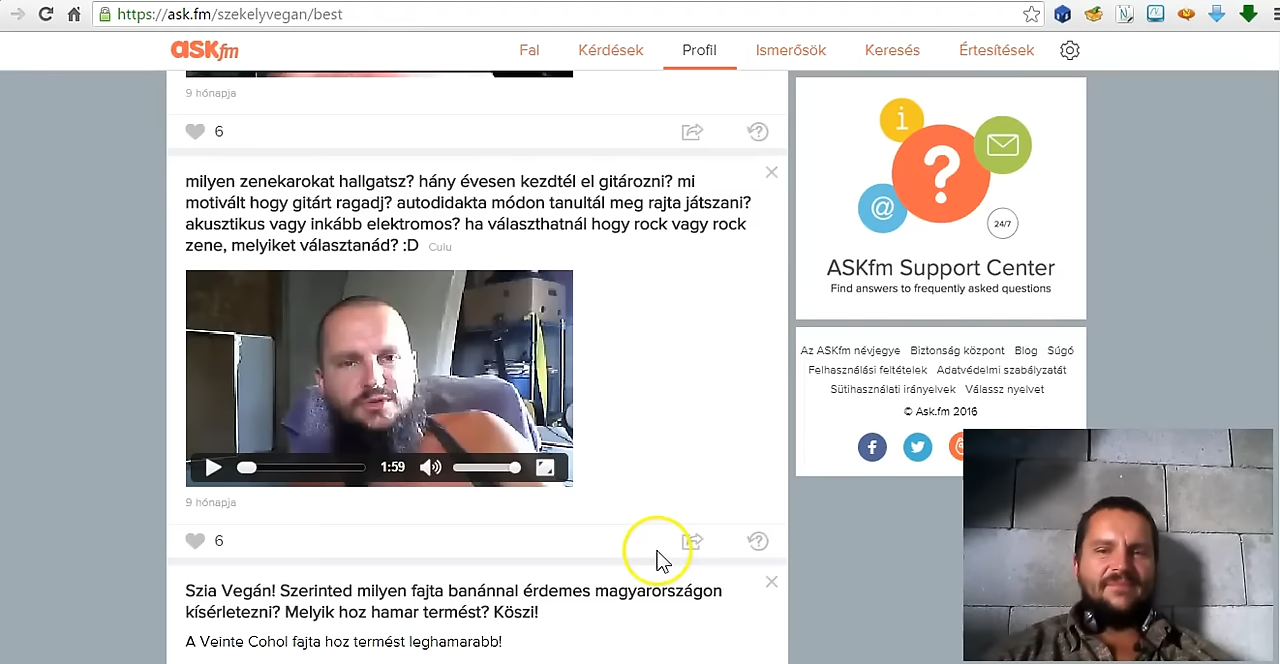 https://ask.fm/szekelyvegan/best
ASKfm
Fal
Kérdések
Profil
Ismerősök
Keresés
Értesítések
9 hónapja
6
milyen zenekarokat hallgatsz? hány évesen kezdtél el gitározni? mi
motivált hogy gitárt ragadj? autodidakta módon tanultál meg rajta játszani?
akusztikus vagy inkább elektromos? ha választhatnál hogy rock vagy rock
zene, melyiket választanád? :D Culu
1:59
9 hónapja
6
Szia Vegán! Szerinted milyen fajta banánnal érdemes magyarországon
kísérletezni? Melyik hoz hamar termést? Köszi!
A Veinte Cohol fajta hoz termést leghamarabb!
i
?
@
24/7
ASKfm Support Center
Find answers to frequently asked questions
Az ASKfm névjegye Biztonság központ Blog Súgó
Felhasználási feltételek Adatvédelmi szabályzatát
Sütihasználati irányelvek Válassz nyelvet
© Ask.fm 2016